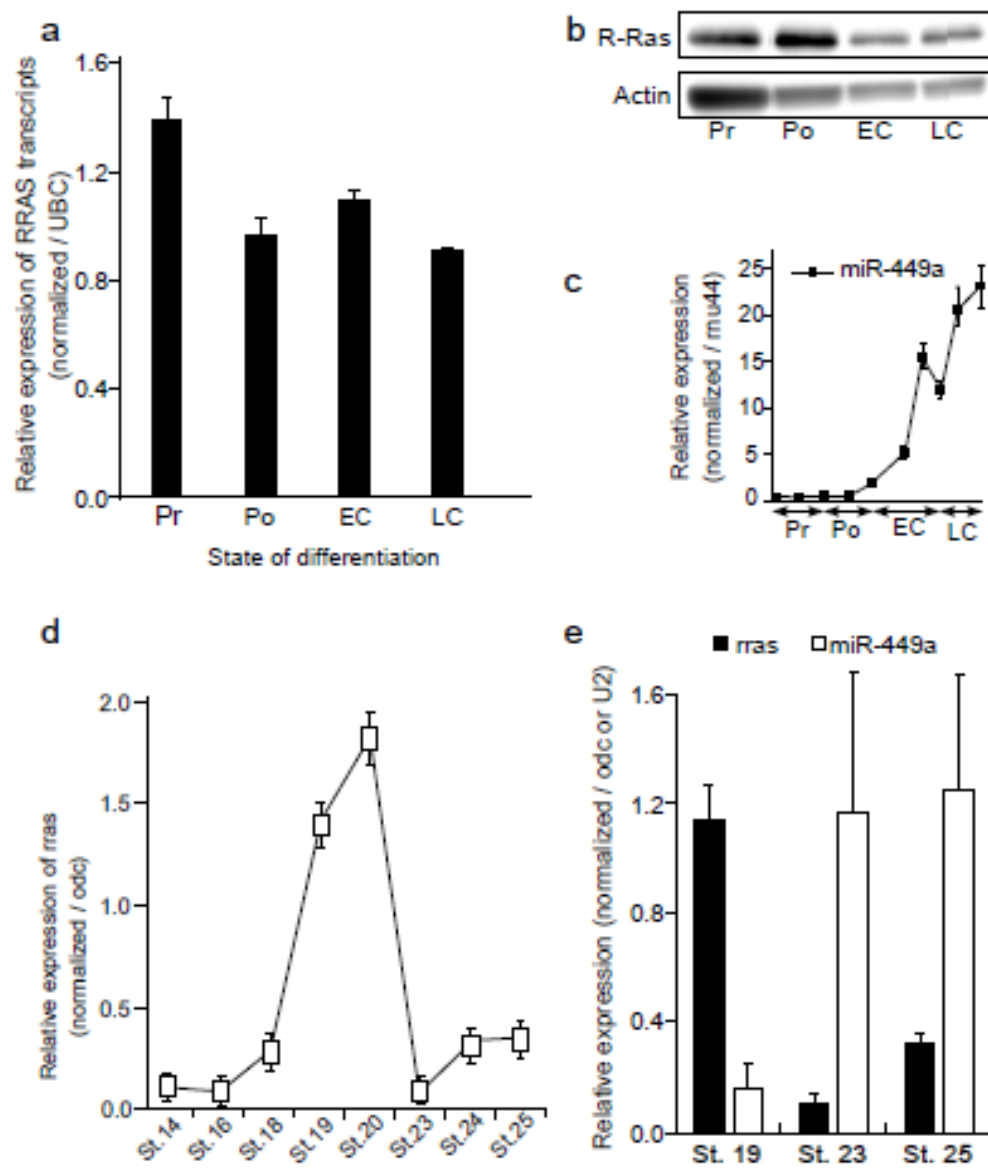 a
Relative expression of RRAS transcripts
(normalized / UBC)
1.6
1.2
0.8
0.4
0.0
Pr Po EC LC
State of differentiation
b
R-Ras
Actin
Pr Po EC LC
c
Relative expression
(normalized / rnu44)
miR-449a
25
20
15
10
5
0
Pr Po EC LC
d
Relative expression of rras
(normalized / odc)
2.0
1.5
1.0
0.5
0.0
St.14 St.16 St.18 St.19 St.20 St.23 St.24 St.25
e
rras miR-449a
Relative expression (normalized / odc or U2)
1.6
1.2
0.8
0.4
0.0
St. 19 St. 23 St. 25